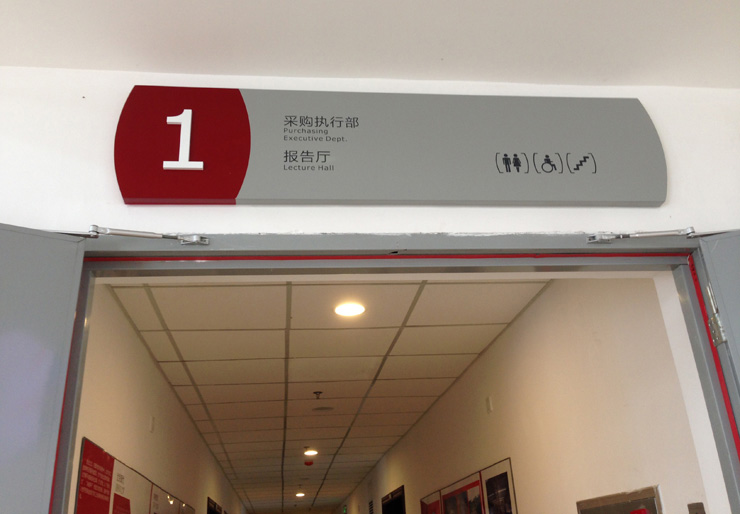 1
采购执行部
Purchasing
Executive Dept.
报告厅
Lecture Hall